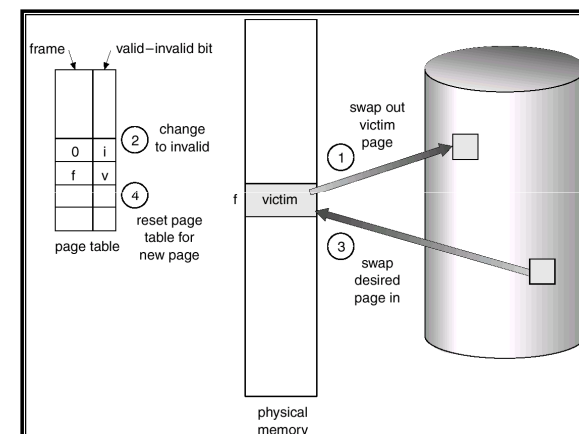 frame
valid–invalid bit
0 i
f v
page table
2
change
to invalid
4
reset page
table for
new page
f
victim
swap out
victim
page
1
3
swap
desired
page in
physical
memory